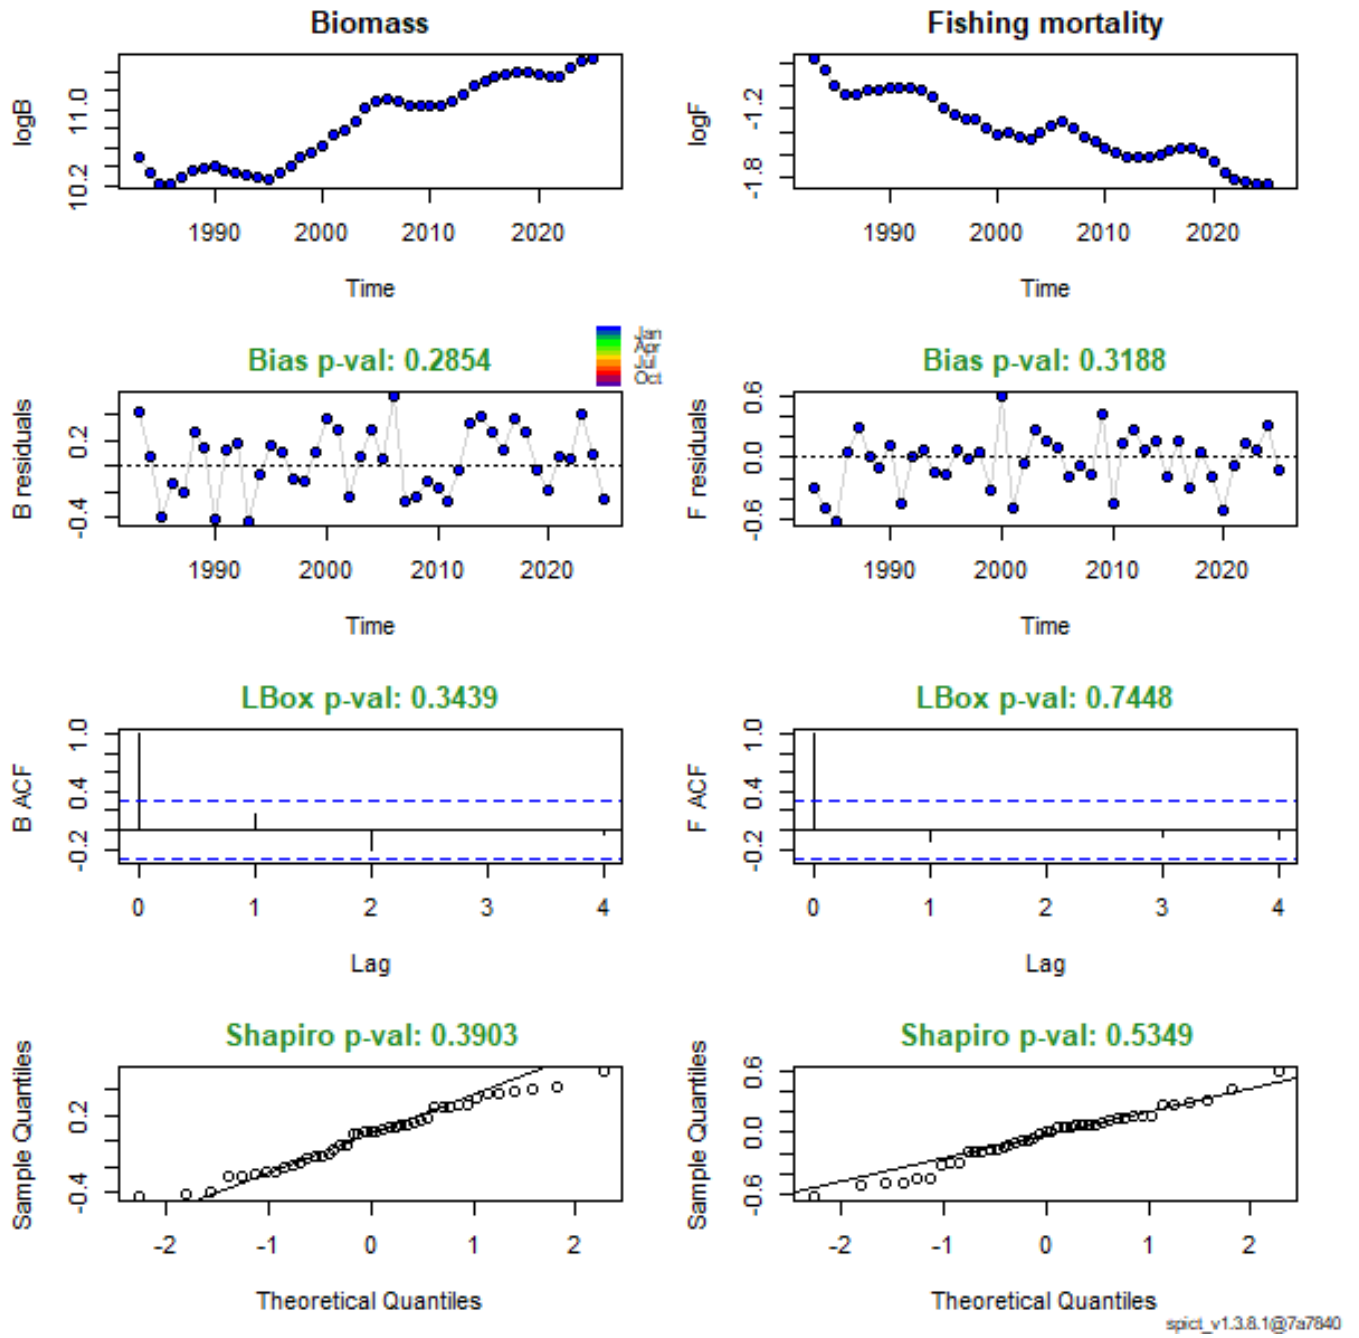 Biomass
Fishing mortality
logB
10.2 11.0
1990 2000 2010 2020
Time
logF
-1.8 -1.2
1990 2000 2010 2020
Time
Bias p-val: 0.2854
Jan
Apr
Jul
Oct
B residuals
-0.4 0.2
1990 2000 2010 2020
Time
Bias p-val: 0.3188
F residuals
-0.6 0.0 0.6
1990 2000 2010 2020
Time
LBox p-val: 0.3439
B ACF
-0.2 0.4 1.0
0 1 2 3 4
Lag
LBox p-val: 0.7448
F ACF
-0.2 0.4 1.0
0 1 2 3 4
Lag
Shapiro p-val: 0.3903
Sample Quantiles
-0.4 0.2
-2 -1 0 1 2
Theoretical Quantiles
Shapiro p-val: 0.5349
Sample Quantiles
-0.6 0.0 0.6
-2 -1 0 1 2
Theoretical Quantiles
spict_v1.3.8.1@7a7840